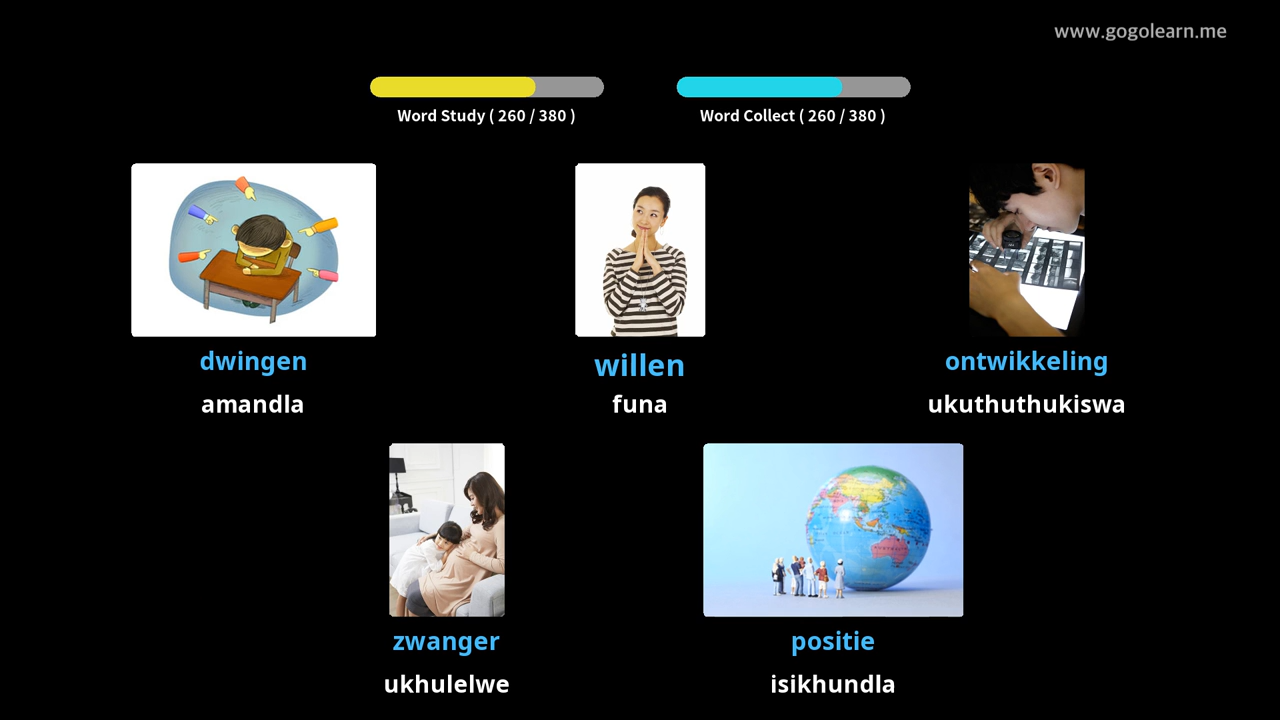 www.gogolearn.me
Word Study ( 260 / 380 )
Word Collect ( 260 / 380 )
dwingen
amandla
willen
funa
ontwikkeling
ukuthuthukiswa
zwanger
ukhulelwe
positie
isikhundla